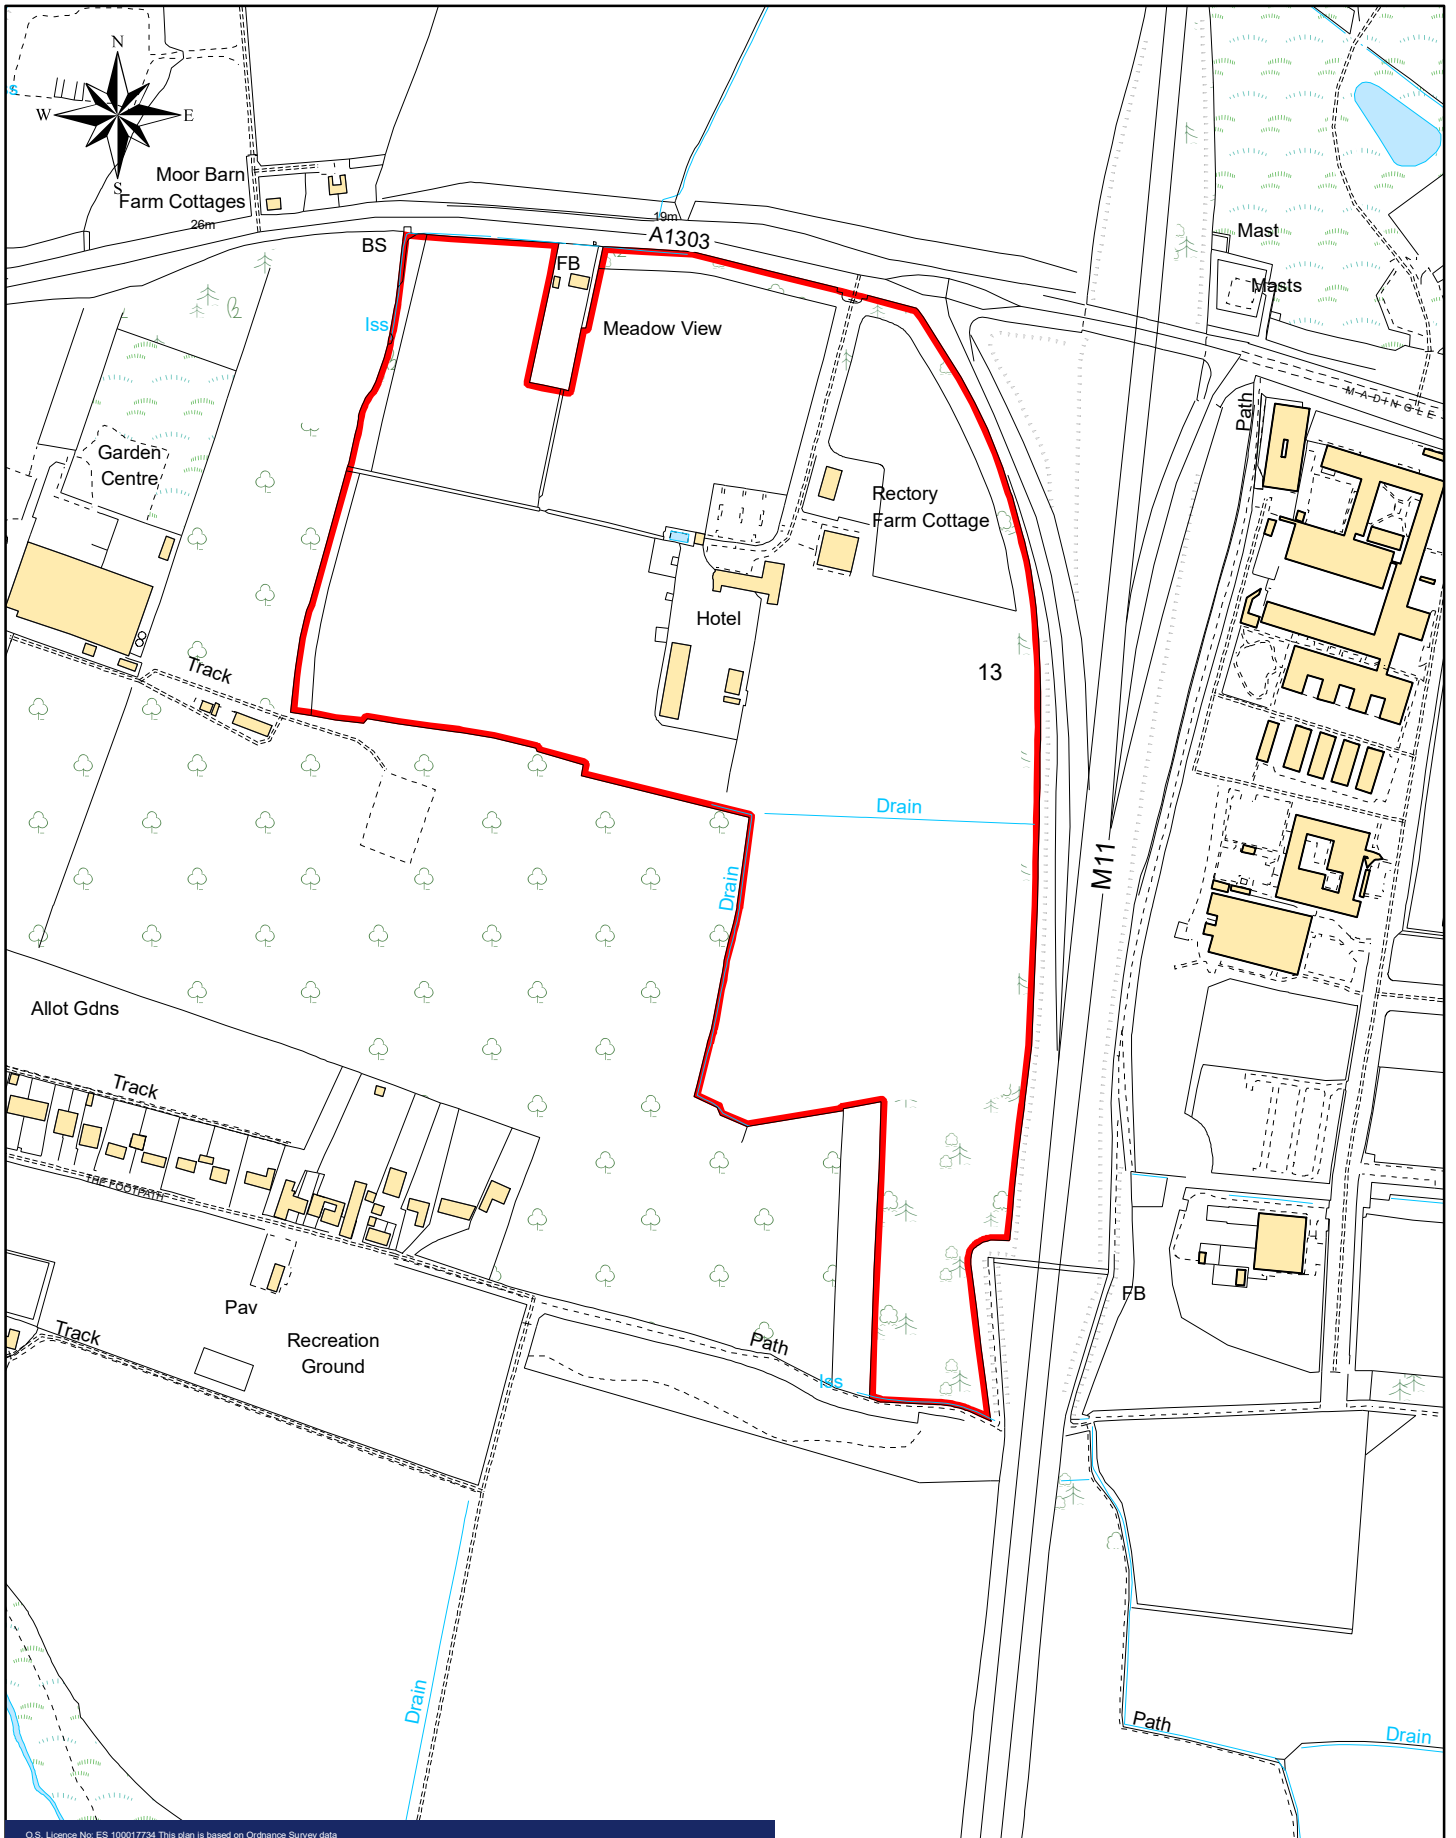 N
s
W
E
S
Moor Barn
Farm Cottages
26m
19m
A1303
BS
FB
Mast
Masts
Iss
Meadow View
MADINGLE
Path
Garden
Centre
Rectory
Farm Cottage
Hotel
Track
13
Drain
M11
Drain
Allot Gdns
Track
THE FOOTPATH
Pav
Track
Recreation
Ground
Path
Iss
FB
Drain
Path
Drain
O.S. Licence No: ES 100017734 This plan is based on Ordnance Survey data